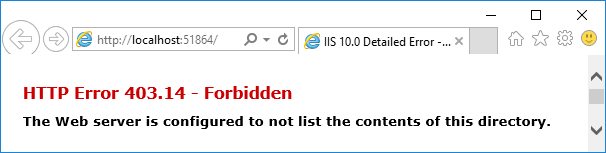 http://localhost:51864/
IIS 10.0 Detailed Error -...
HTTP Error 403.14 - Forbidden
The Web server is configured to not list the contents of this directory.